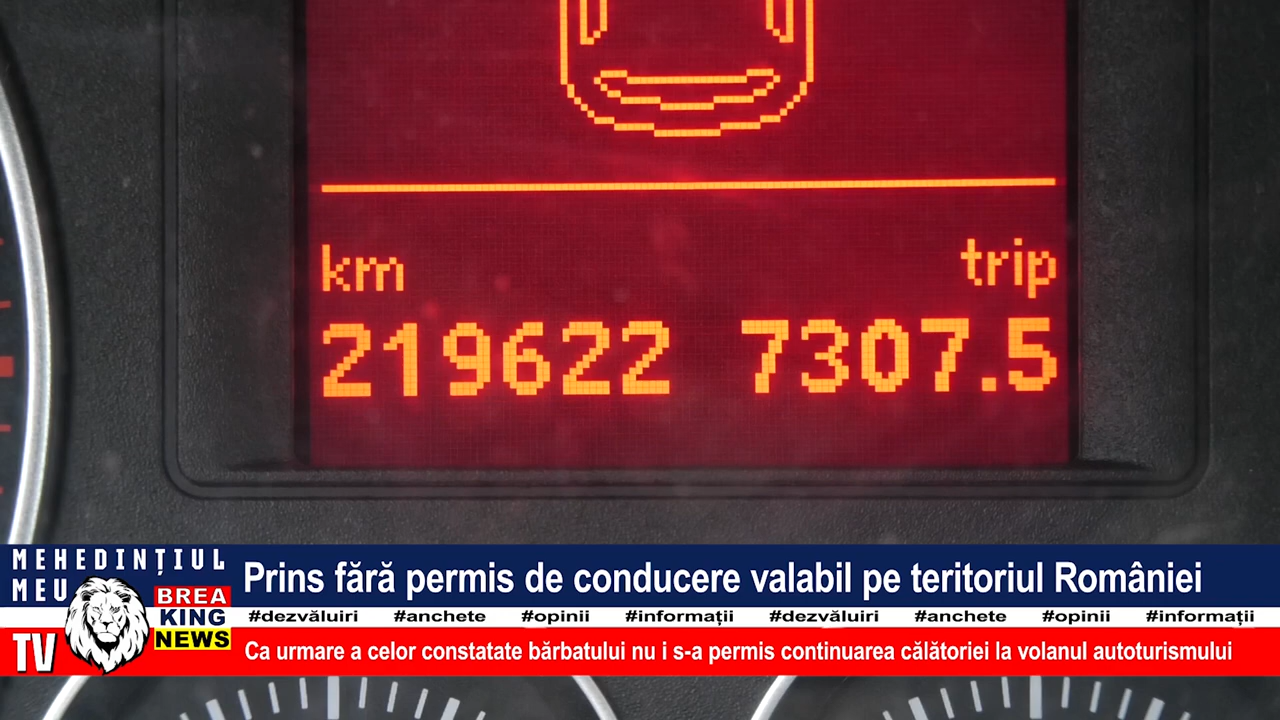 km trip
219622 7307.5
MEHEDINȚIUL
MEU
TV
BREA
KING
NEWS
Prins fără permis de conducere valabil pe teritoriul României
#dezvăluiri #anchete #opinii #informații #dezvăluiri #anchete #opinii #informații
Ca urmare a celor constatate bărbatului nu i s-a permis continuarea călătoriei la volanul autoturismului